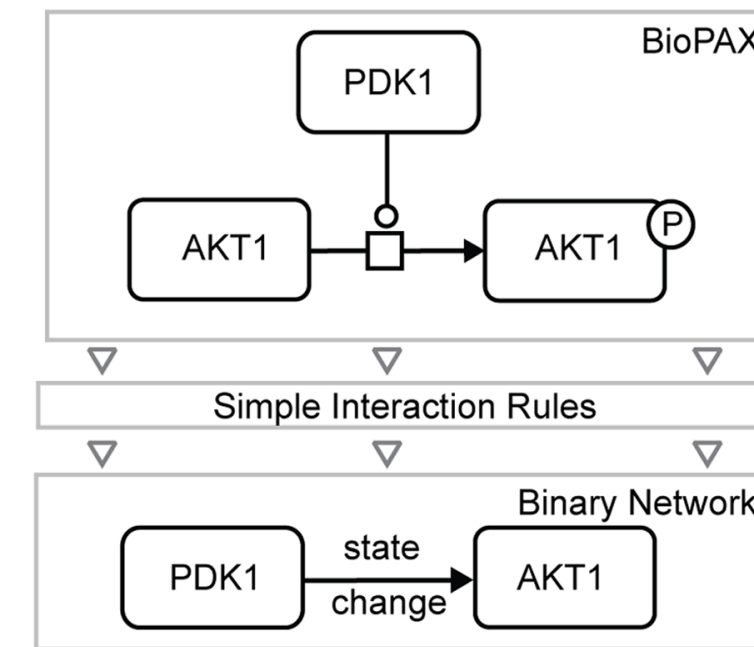 BioPAX
PDK1
AKT1
AKT1
P
Simple Interaction Rules
Binary Network
PDK1
state
change
AKT1